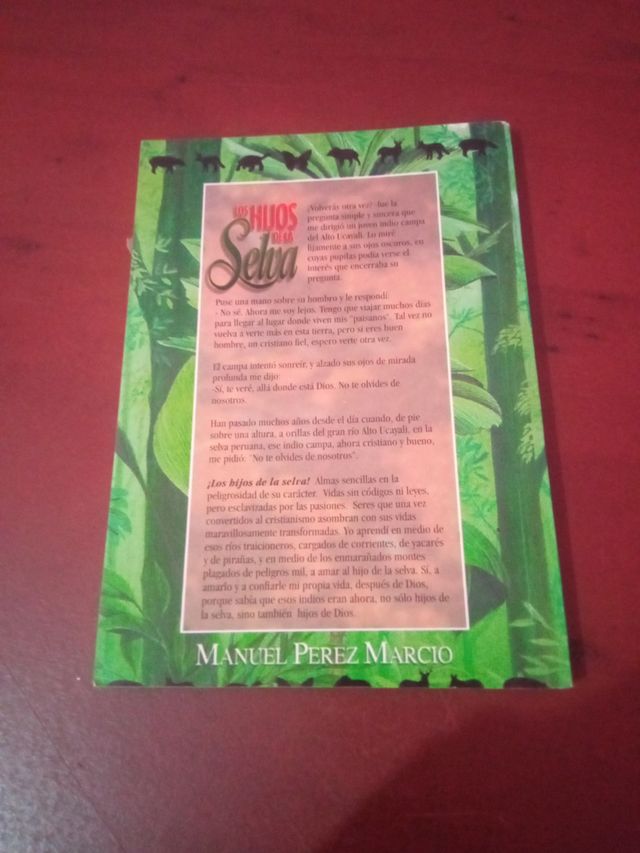 LOS HIJOS
DE LA
Selva
¿Volverás otra vez? -fue la
pregunta simple y sincera que
me dirigió un joven indio campa
del Alto Ucayali. Lo miré
fijamente a sus ojos oscuros, en
cuyas pupilas podía verse el
interés que encerraba su
pregunta.
Puse una mano sobre su hombro y le respondí:
- No sé. Ahora me voy lejos. Tengo que viajar muchos días
para llegar al lugar donde viven mis "paisanos". Tal vez no
vuelva a verte más en esta tierra, pero si eres buen
hombre, un cristiano fiel, espero verte otra vez.
El campa intentó sonreír, y alzado sus ojos de mirada
profunda me dijo:
-Sí, te veré, allá donde está Dios. No te olvides de
nosotros.
Han pasado muchos años desde el día cuando, de pie
sobre una altura, a orillas del gran río Alto Ucayali, en la
selva peruana, ese indio campa, ahora cristiano y bueno,
me pidió: "No te olvides de nosotros".
¡Los hijos de la selva! Almas sencillas en la
peligrosidad de su carácter. Vidas sin códigos ni leyes,
pero esclavizadas por las pasiones. Seres que una vez
convertidos al cristianismo asombran con sus vidas
maravillosamente transformadas. Yo aprendí en medio de
esos ríos traicioneros, cargados de corrientes, de yacarés
y de pirañas, y en medio de los enmarañados montes
plagados de peligros mil, a amar al hijo de la selva. Sí, a
amarlo y a confiarle mi propia vida, después de Dios,
porque sabía que esos indios eran ahora, no sólo hijos de
la selva, sino también hijos de Dios.
MANUEL PEREZ MARCIO